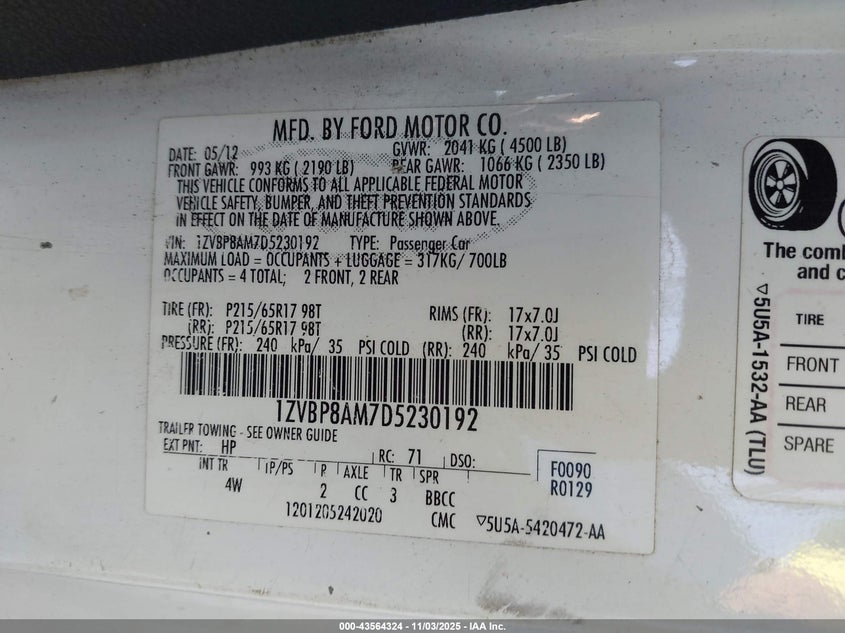 MFD. BY FORD MOTOR CO.
DATE: 05/12 GVWR: 2041 KG ( 4500 LB)
FRONT GAWR: 993 KG ( 2190 LB) REAR GAWR: 1066 KG ( 2350 LB)
THIS VEHICLE CONFORMS TO ALL APPLICABLE FEDERAL MOTOR
VEHICLE SAFETY, BUMPER, AND THEFT PREVENTION STANDARDS
IN EFFECT ON THE DATE OF MANUFACTURE SHOWN ABOVE.
VIN: 1ZVBP8AM7D5230192 TYPE: Passenger Car
MAXIMUM LOAD = OCCUPANTS + LUGGAGE = 317KG/ 700LB
OCCUPANTS = 4 TOTAL; 2 FRONT, 2 REAR
TIRE (FR): P215/65R17 98T RIMS (FR): 17x7.0J
(RR): P215/65R17 98T (RR): 17x7.0J
PRESSURE (FR): 240 kPa/ 35 PSI COLD (RR): 240 kPa/ 35 PSI COLD
1ZVBP8AM7D5230192
TRAILER TOWING - SEE OWNER GUIDE
EXT PNT: HP RC: 71 DSO: F0090
INT TR TP/PS R AXLE TR SPR R0129
4W 2 CC 3 BBCC
1201205242020 CMC ▽5U5A-5420472-AA
The comb
and c
TIRE
FRONT
REAR
SPARE
▽5U5A-1532-AA (TLU)
000-43564324 - 11/03/2025 - IAA Inc.